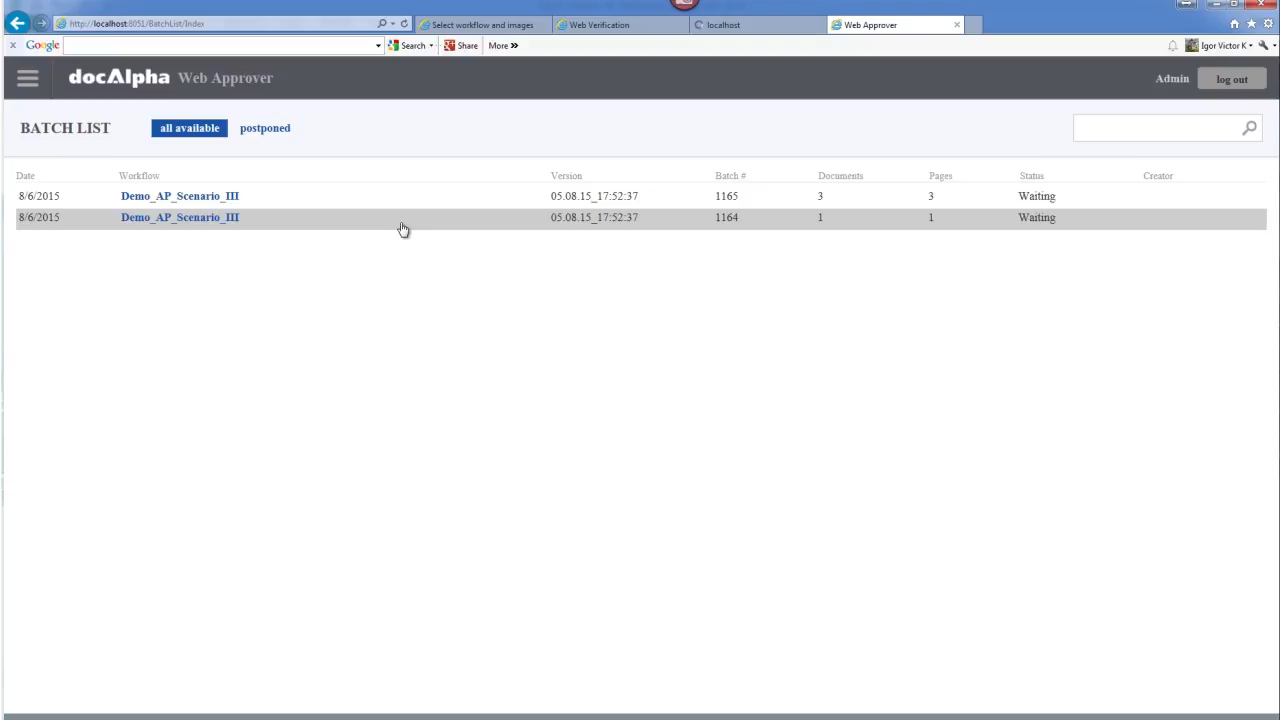 http://localhost:8051/BatchList/Index
Select workflow and images
Web Verification
localhost
Web Approver
x Google
Search
Share
More »
Igor Victor K
docAlpha Web Approver
Admin
log out
BATCH LIST
all available
postponed
Date Workflow Version Batch # Documents Pages Status Creator
8/6/2015 Demo_AP_Scenario_III 05.08.15_17:52:37 1165 3 3 Waiting
8/6/2015 Demo_AP_Scenario_III 05.08.15_17:52:37 1164 1 1 Waiting